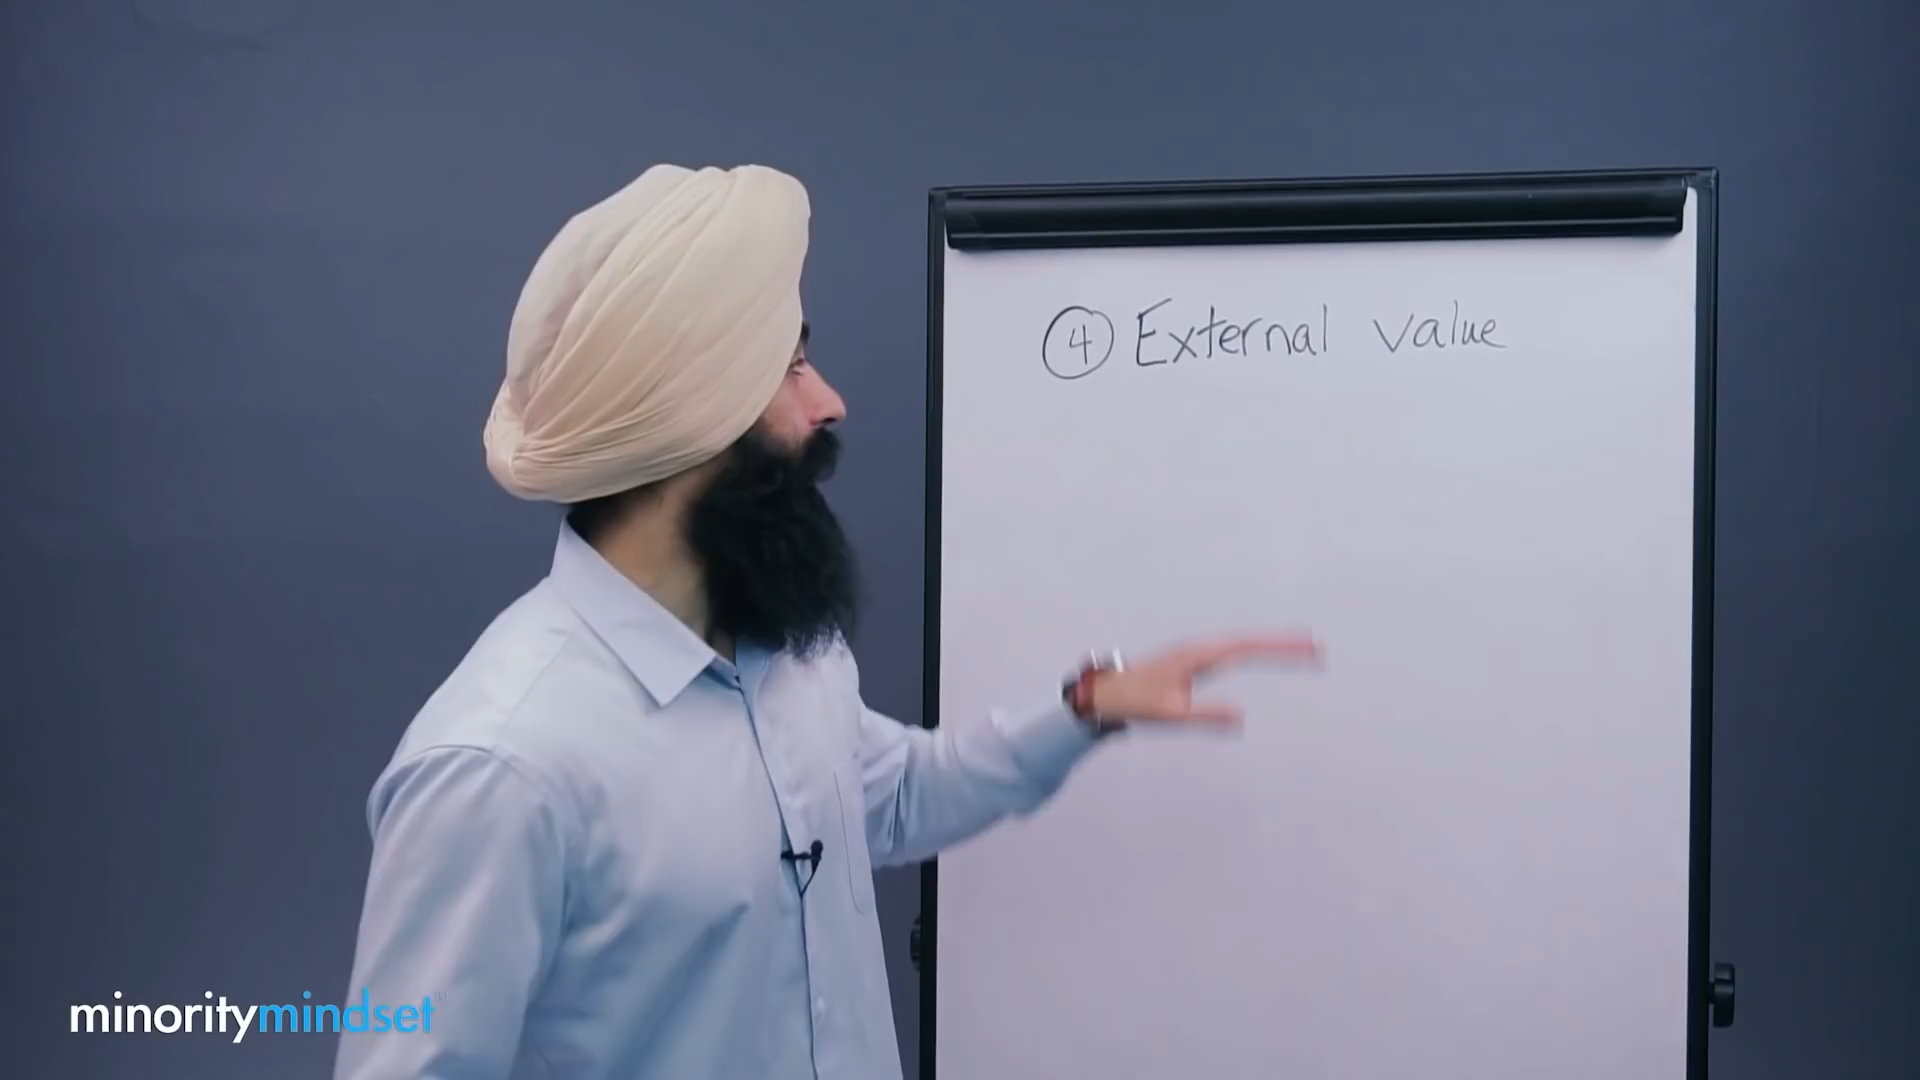 ④ External value
minoritymindset